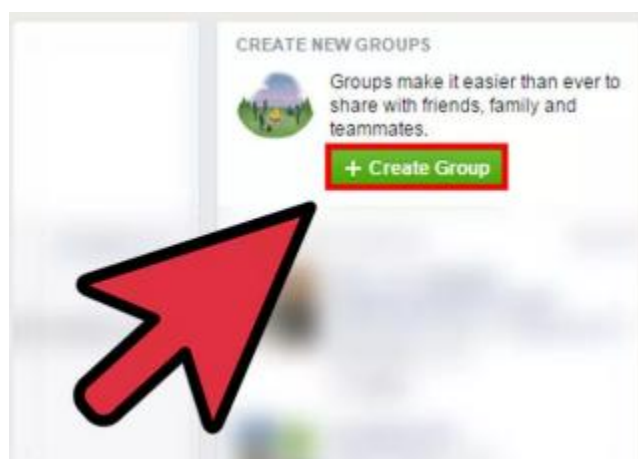 CREATE NEW GROUPS
Groups make it easier than ever to
share with friends, family and
teammates.
+ Create Group